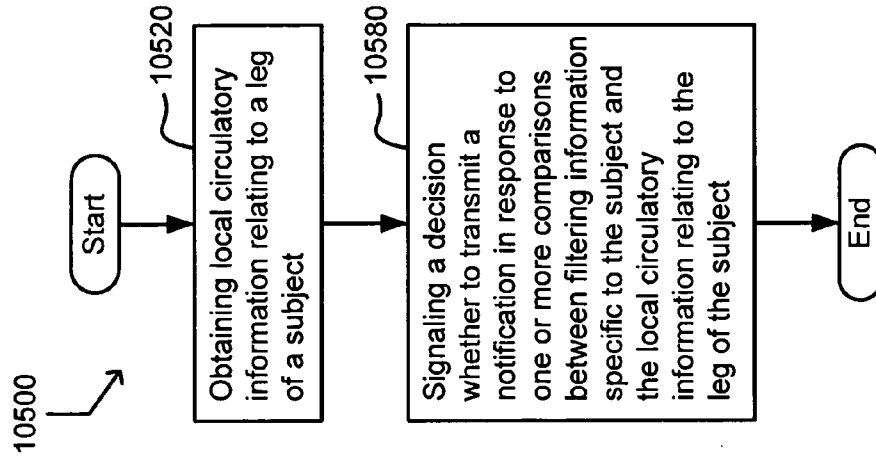 10500
Start
10520
Obtaining local circulatory
information relating to a leg
of a subject
10580
Signaling a decision
whether to transmit a
notification in response to
one or more comparisons
between filtering information
specific to the subject and
the local circulatory
information relating to the
leg of the subject
End